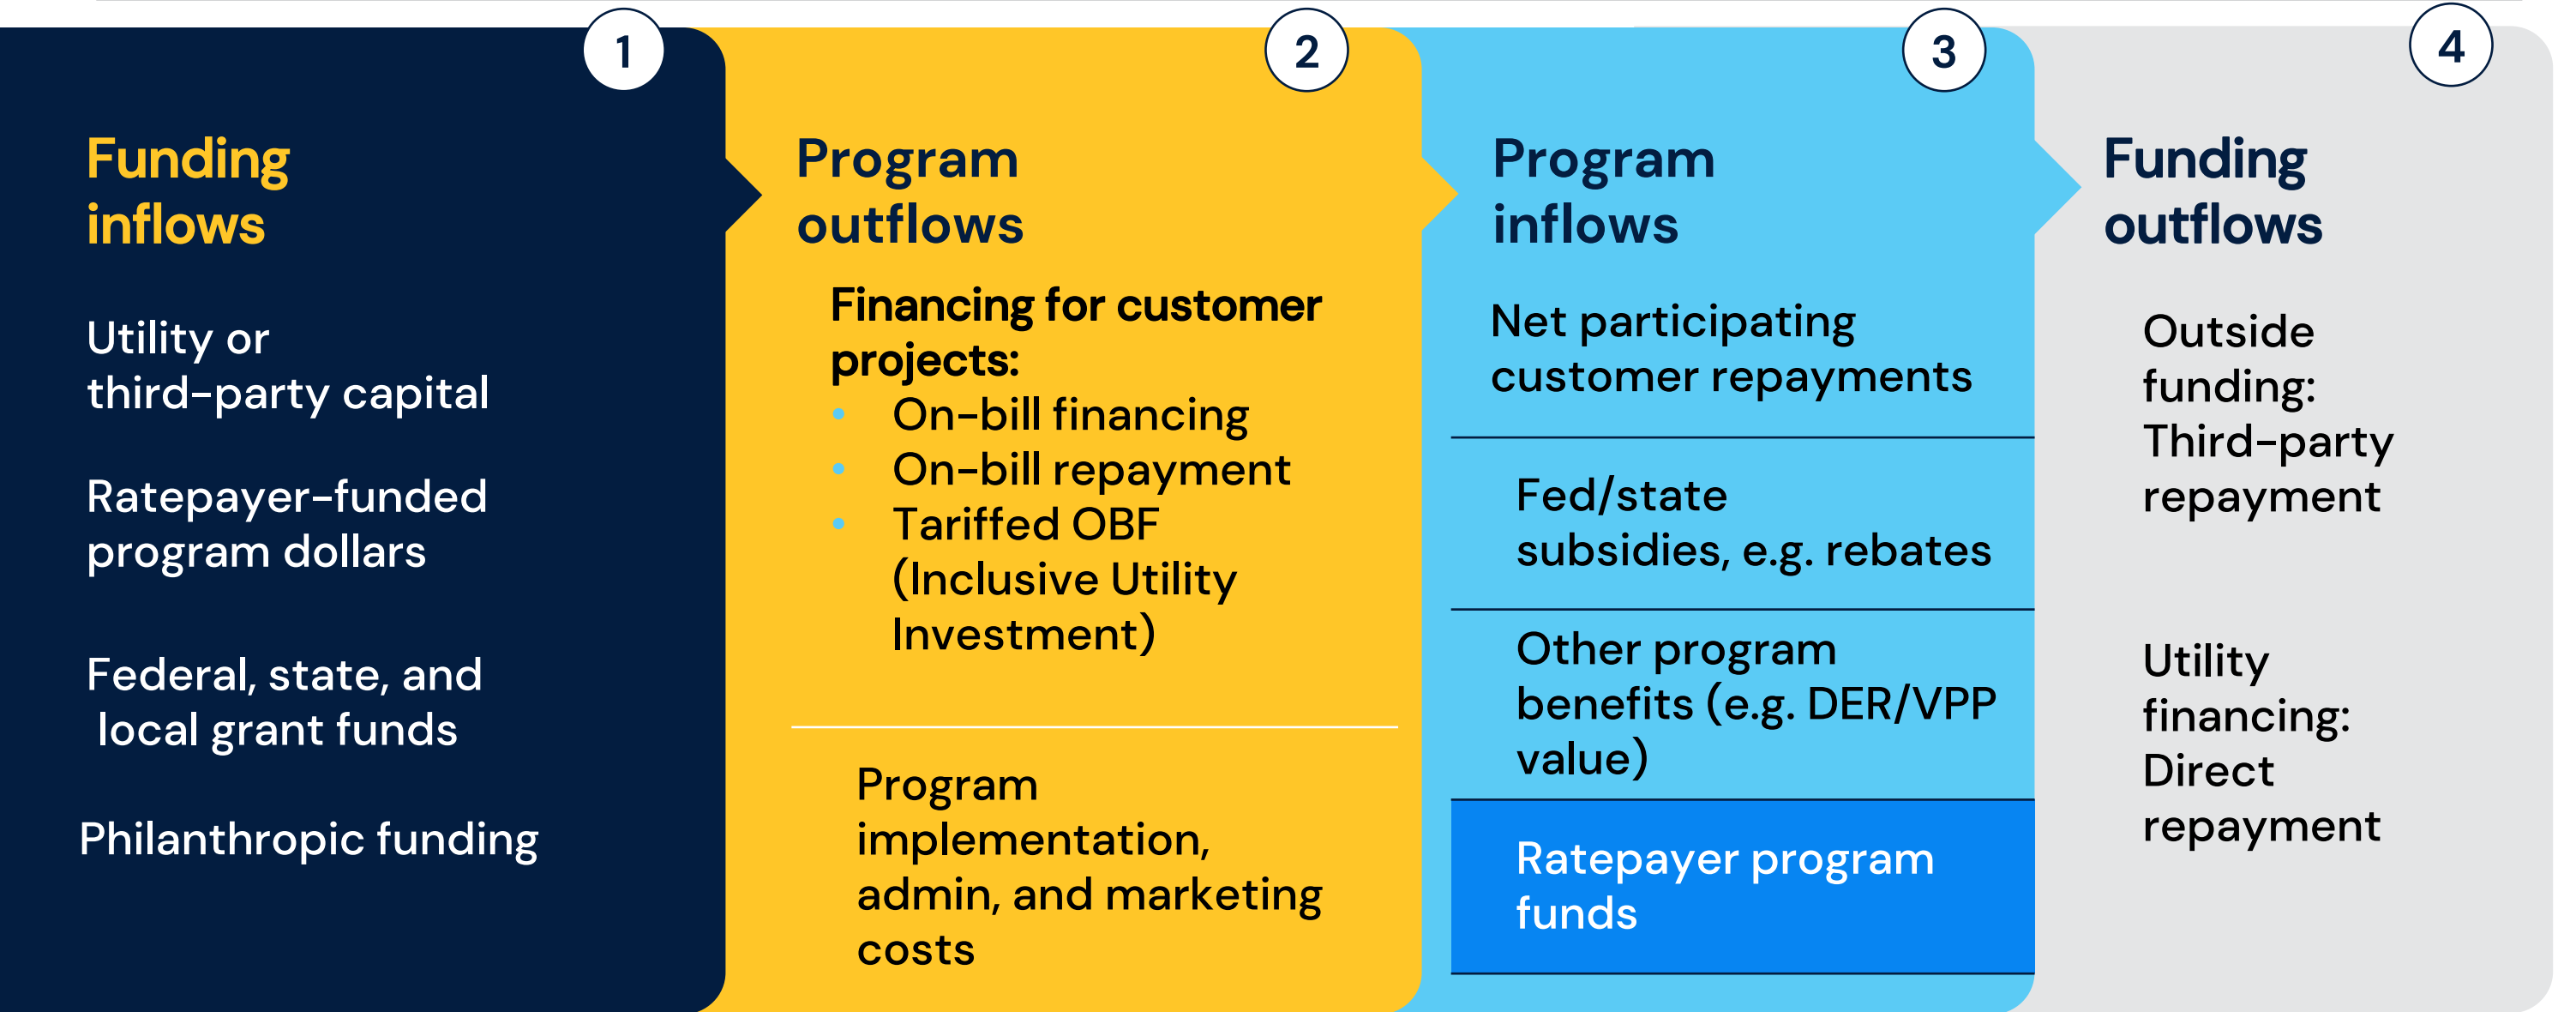 1
Funding
inflows
Utility or
third-party capital
Ratepayer-funded
program dollars
Federal, state, and
local grant funds
Philanthropic funding
2
Program
outflows
Financing for customer
projects:
• On-bill financing
• On-bill repayment
• Tariffed OBF
(Inclusive Utility
Investment)
Program
implementation,
admin, and marketing
costs
3
Program
inflows
Net participating
customer repayments
Fed/state
subsidies, e.g. rebates
Other program
benefits (e.g. DER/VPP
value)
Ratepayer program
funds
4
Funding
outflows
Outside
funding:
Third-party
repayment
Utility
financing:
Direct
repayment